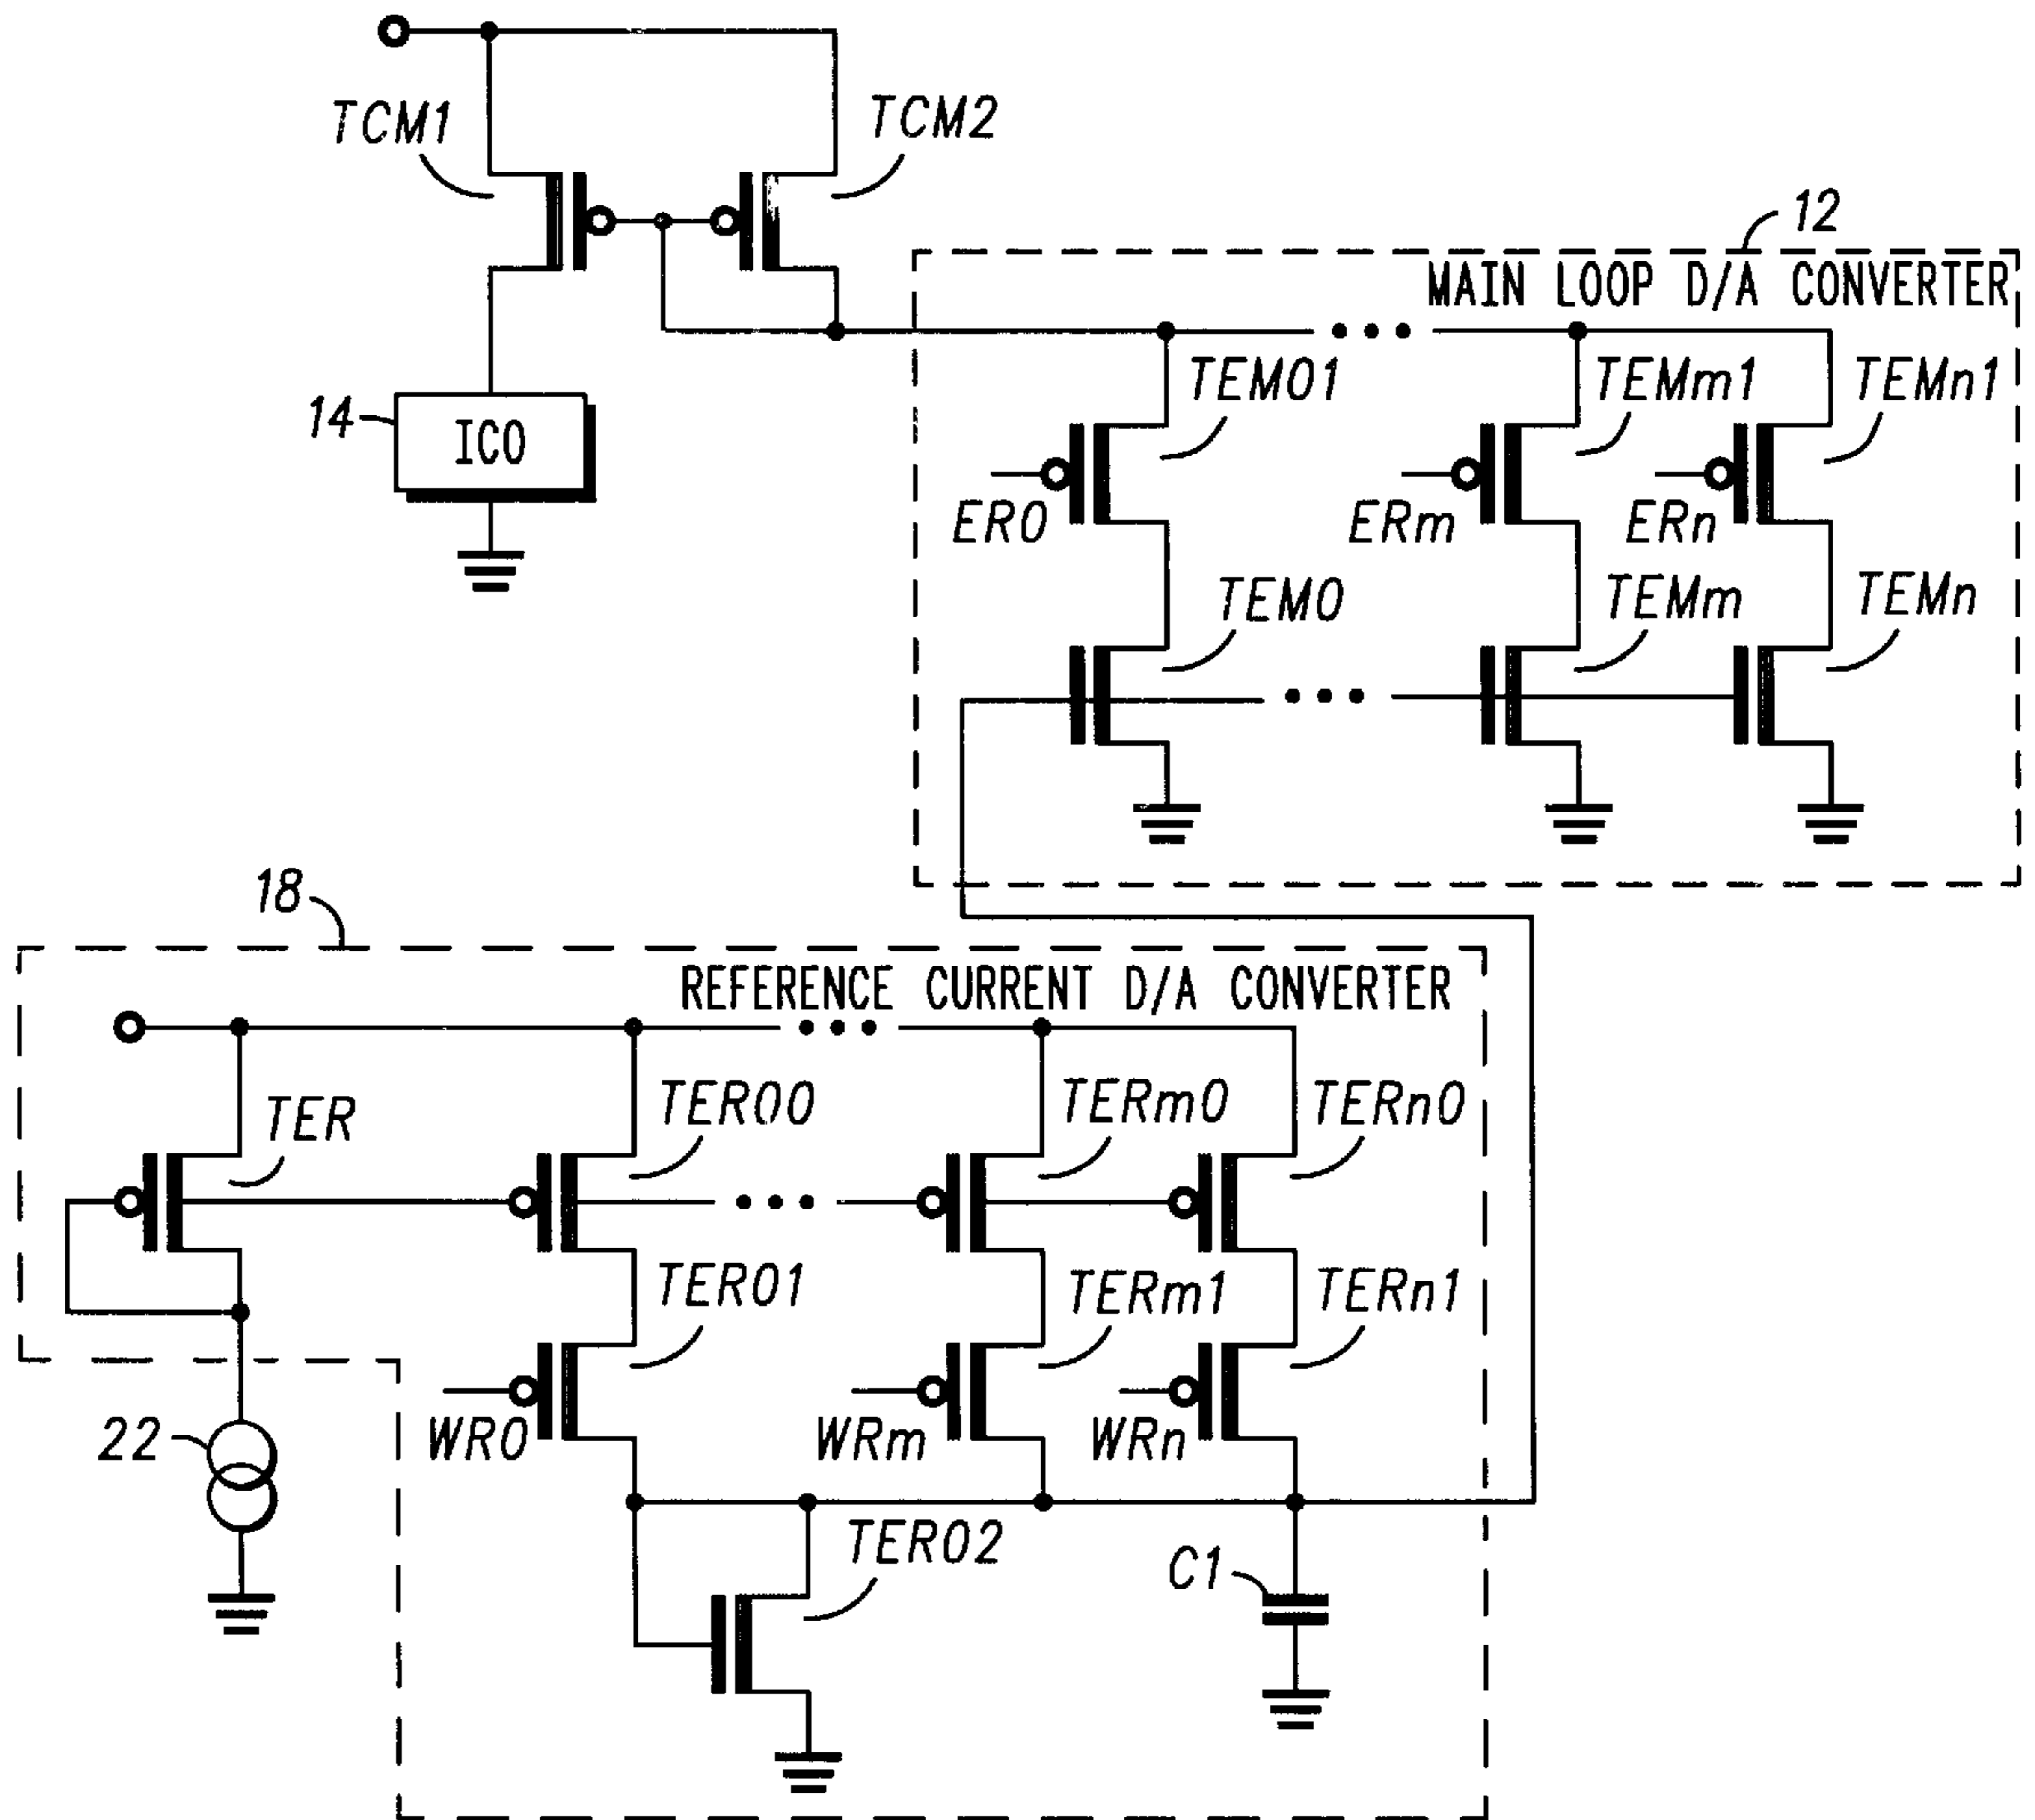 TCM1
TCM2
12
MAIN LOOP D/A CONVERTER
TEM01
TEMm1
TEMn1
14
ICO
ER0
ERm
ERn
TEM0
TEMm
TEMn
18
REFERENCE CURRENT D/A CONVERTER
TER
TER00
TERm0
TERn0
TER01
TERm1
TERn1
22
WR0
WRm
WRn
TER02
C1